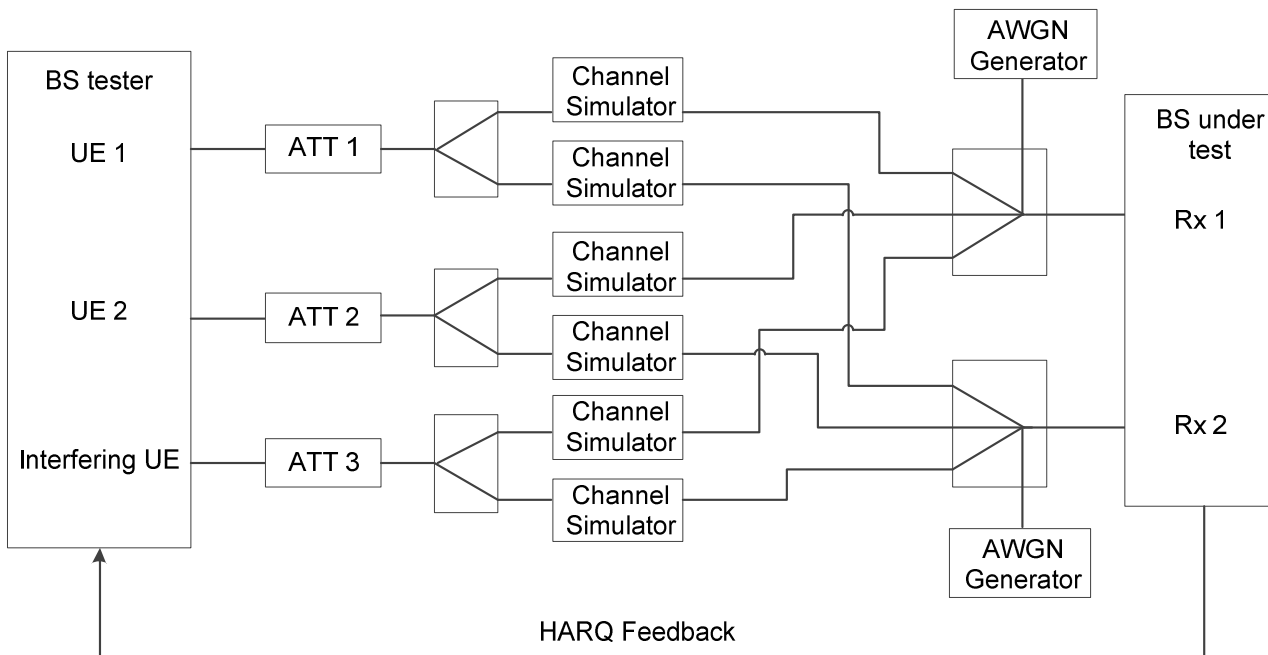 BS tester
UE 1
UE 2
Interfering UE
ATT 1
ATT 2
ATT 3
Channel
Simulator
Channel
Simulator
Channel
Simulator
Channel
Simulator
Channel
Simulator
Channel
Simulator
AWGN
Generator
AWGN
Generator
BS under
test
Rx 1
Rx 2
HARQ Feedback